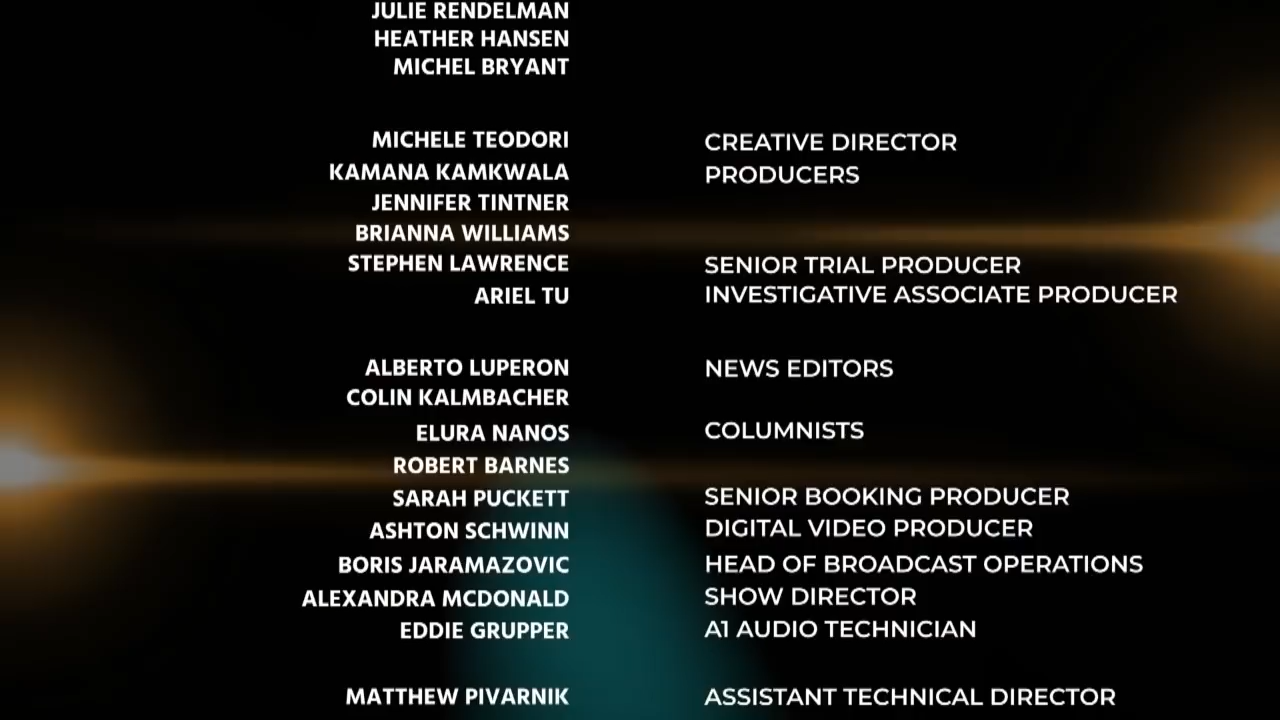 JULIE RENDELMAN
HEATHER HANSEN
MICHEL BRYANT
MICHELE TEODORI CREATIVE DIRECTOR
KAMANA KAMKWALA PRODUCERS
JENNIFER TINTNER
BRIANNA WILLIAMS
STEPHEN LAWRENCE SENIOR TRIAL PRODUCER
ARIEL TU INVESTIGATIVE ASSOCIATE PRODUCER
ALBERTO LUPERON NEWS EDITORS
COLIN KALMBACHER
ELURA NANOS COLUMNISTS
ROBERT BARNES
SARAH PUCKETT SENIOR BOOKING PRODUCER
ASHTON SCHWINN DIGITAL VIDEO PRODUCER
BORIS JARAMAZOVIC HEAD OF BROADCAST OPERATIONS
ALEXANDRA MCDONALD SHOW DIRECTOR
EDDIE GRUPPER A1 AUDIO TECHNICIAN
MATTHEW PIVARNIK ASSISTANT TECHNICAL DIRECTOR